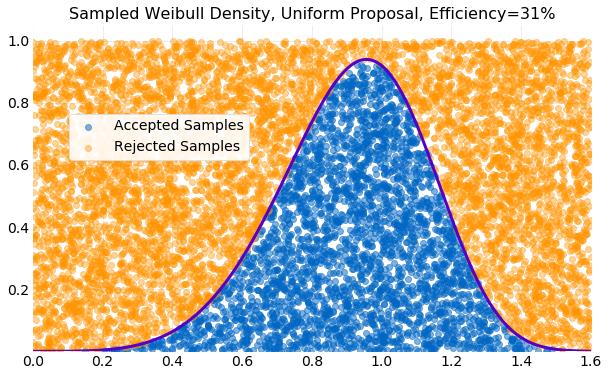 Sampled Weibull Density, Uniform Proposal, Efficiency=31%
1.0
0.8
Accepted Samples
Rejected Samples
0.6
0.4
0.2
0.0 0.2 0.4 0.6 0.8 1.0 1.2 1.4 1.6